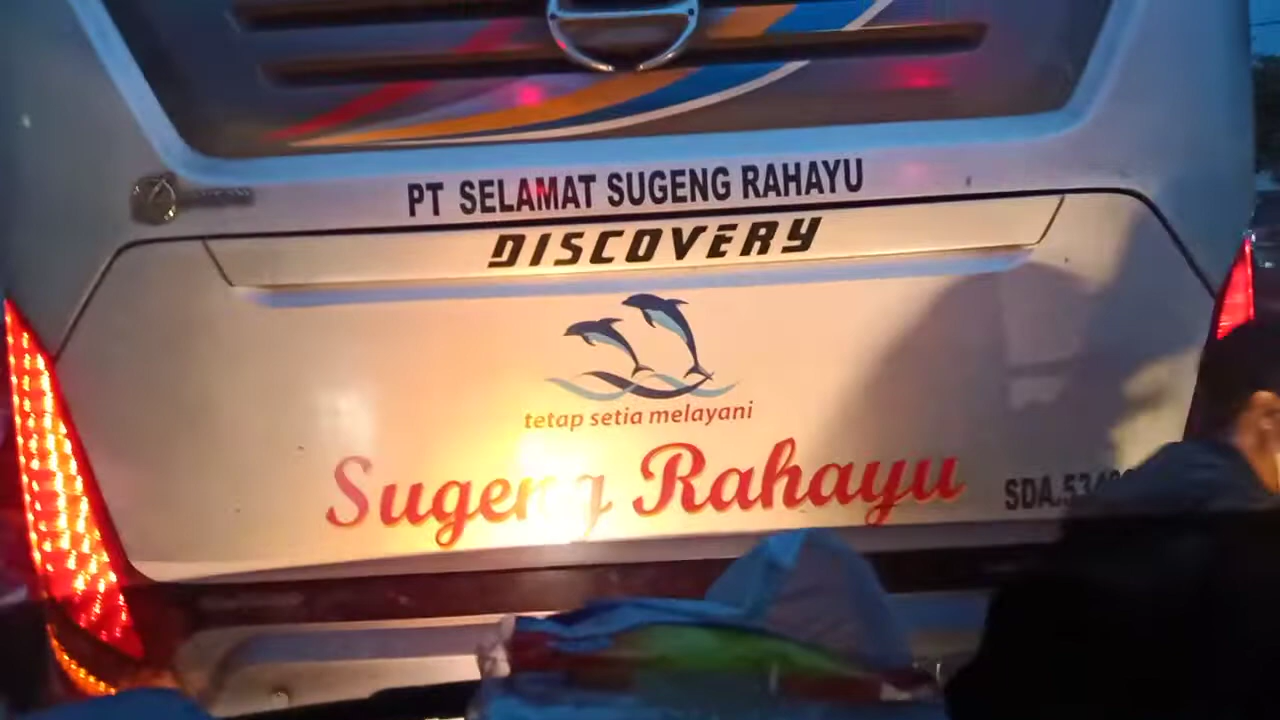 PT SELAMAT SUGENG RAHAYU
DISCOVERY
tetap setia melayani
Sugeng Rahayu